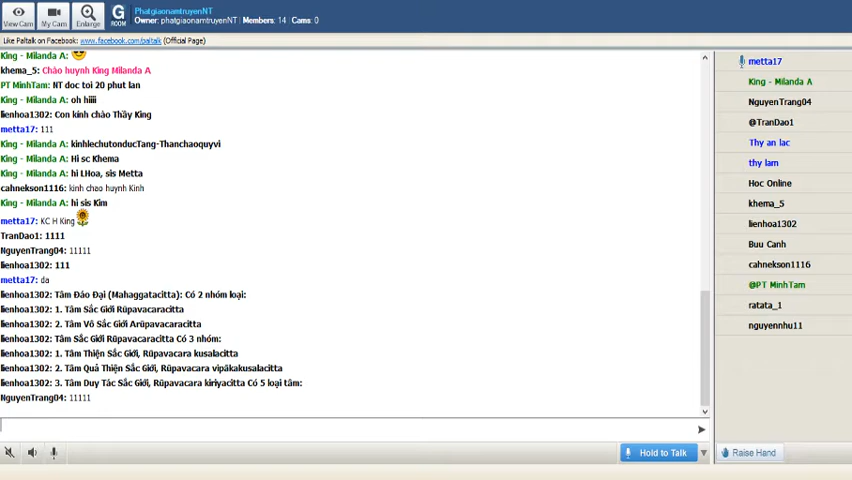 View Cam
My Cam
Enlarge
G
ROOM
PhatgiaonamtruyenNT
Owner: phatgiaonamtruyenNT | Members: 14 | Cams: 0
Like Paltalk on Facebook: www.facebook.com/paltalk (Official Page)
King - Milanda A:
khema_5: Chào huynh King Milanda A
PT MinhTam: NT doc toi 20 phut lan
King - Milanda A: oh hiiii
lienhoa1302: Con kính chào Thầy King
metta17: 111
King - Milanda A: kinhlechutonducTang-Thanchaoquyvi
King - Milanda A: Hi sc Khema
King - Milanda A: hi LHoa, sis Metta
cahnekson1116: kinh chao huynh Kinh
King - Milanda A: hi sis Kim
metta17: KC H King
TranDao1: 1111
NguyenTrang04: 11111
lienhoa1302: 111
metta17: da
lienhoa1302: Tâm Đáo Đại (Mahaggatacitta): Có 2 nhóm loại:
lienhoa1302: 1. Tâm Sắc Giới Rūpavacaracitta
lienhoa1302: 2. Tâm Vô Sắc Giới Arūpavacaracitta
lienhoa1302: Tâm Sắc Giới Rūpavacaracitta Có 3 nhóm:
lienhoa1302: 1. Tâm Thiện Sắc Giới, Rūpavacara kusalacitta
lienhoa1302: 2. Tâm Quả Thiện Sắc Giới, Rūpavacara vipākakusalacitta
lienhoa1302: 3. Tâm Duy Tác Sắc Giới, Rūpavacara kiriyacitta Có 5 loại tâm:
NguyenTrang04: 11111
metta17
King - Milanda A
NguyenTrang04
@TranDao1
Thy an lac
thy lam
Hoc Online
khema_5
lienhoa1302
Buu Canh
cahnekson1116
@PT MinhTam
ratata_1
nguyennhu11
Hold to Talk
Raise Hand